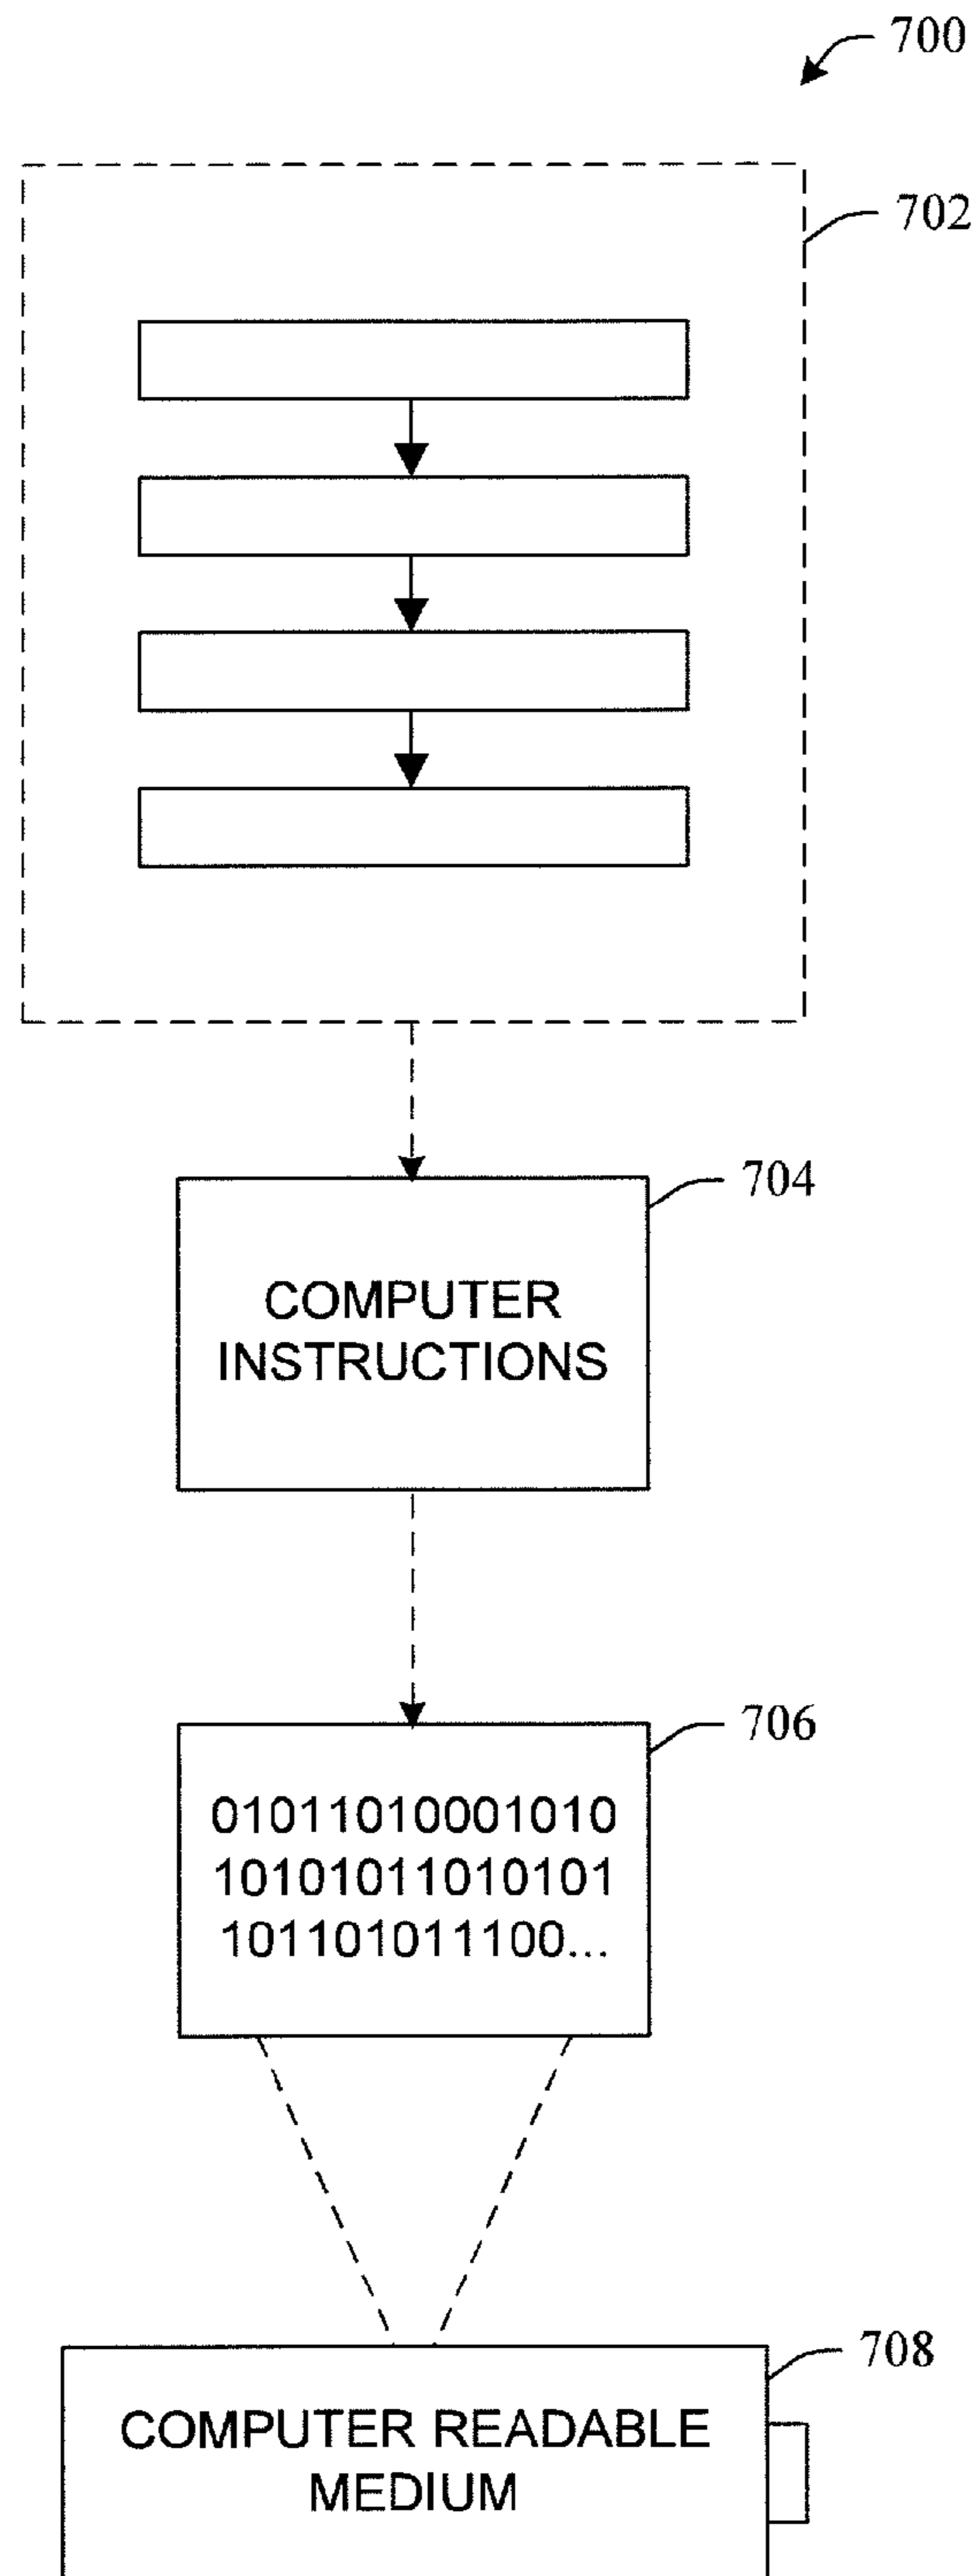 700
702
704
COMPUTER
INSTRUCTIONS
706
01011010001010
10101011010101
101101011100...
708
COMPUTER READABLE
MEDIUM